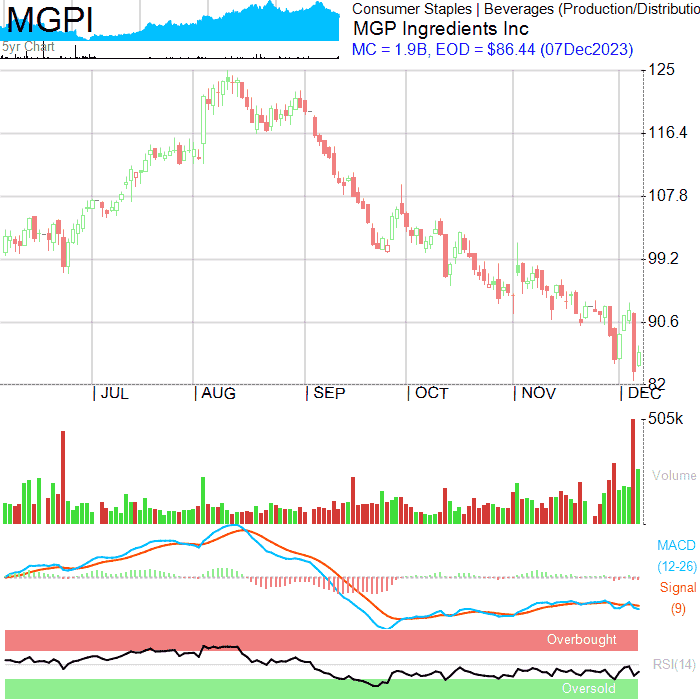 MGPI
Consumer Staples | Beverages (Production/Distributio
MGP Ingredients Inc
5yr Chart
MC = 1.9B, EOD = $86.44 (07Dec2023)
125
116.4
107.8
99.2
90.6
82
| JUL | AUG | SEP | OCT | NOV | DEC
505k
Volume
MACD
(12-26)
Signal
(9)
Overbought
RSI(14)
Oversold